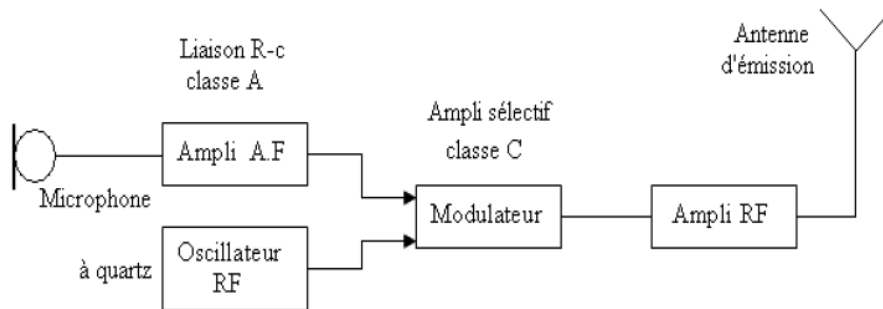 Liaison R-c
classe A
Ampli A.F
Microphone
à quartz
Oscillateur
RF
Ampli sélectif
classe C
Modulateur
Ampli RF
Antenne
d'émission